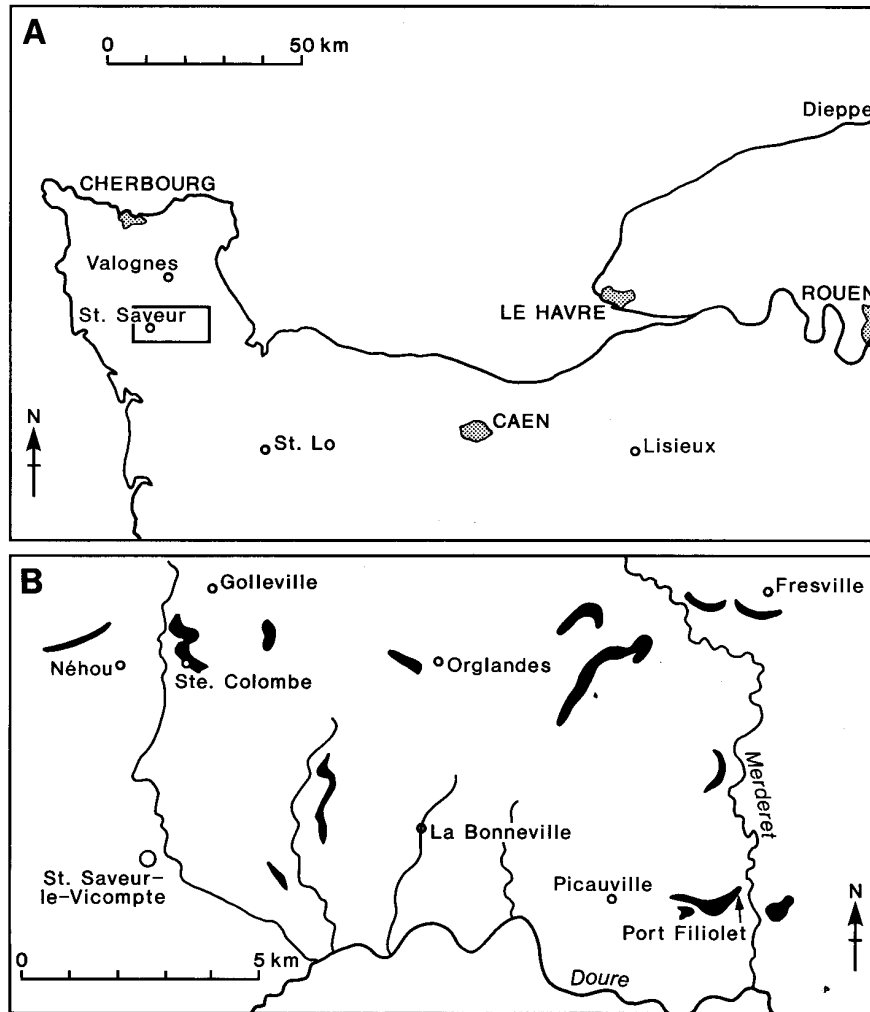 A
0 50 km
Dieppe
CHERBOURG
Valognes
LE HAVRE
ROUEN
St. Saveur
N
CAEN
St. Lo
Lisieux
B
Golleville
Fresville
Néhou
Ste. Colombe
Orglandes
Merderet
La Bonneville
St. Saveur-
le-Vicompte
Picauville
N
Port Filiolet
0 5 km
Doure